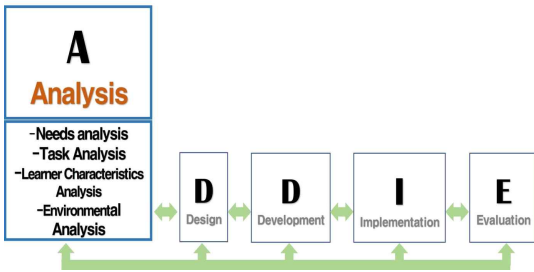 A
Analysis
-Needs analysis
-Task Analysis
-Learner Characteristics
Analysis
-Environmental
Analysis
D
Design
D
Development
I
Implementation
E
Evaluation